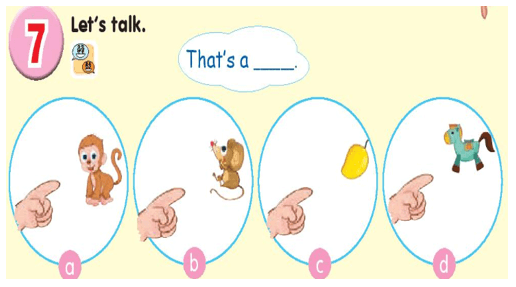 7
Let's talk.
That's a ____.
a
b
c
d